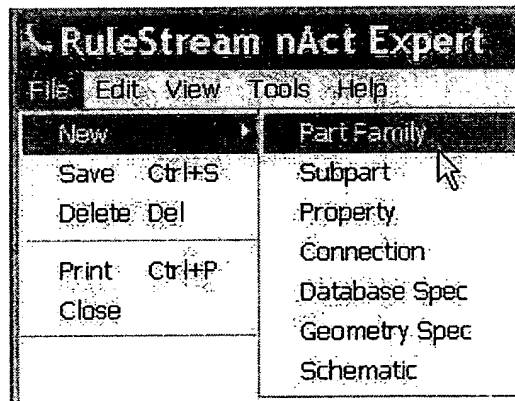 RuleStream nAct Expert
File Edit View Tools Help
New
Save Ctrl+S
Delete Del
Print Ctrl+P
Close
Part Family
Subpart
Property
Connection
Database Spec
Geometry Spec
Schematic